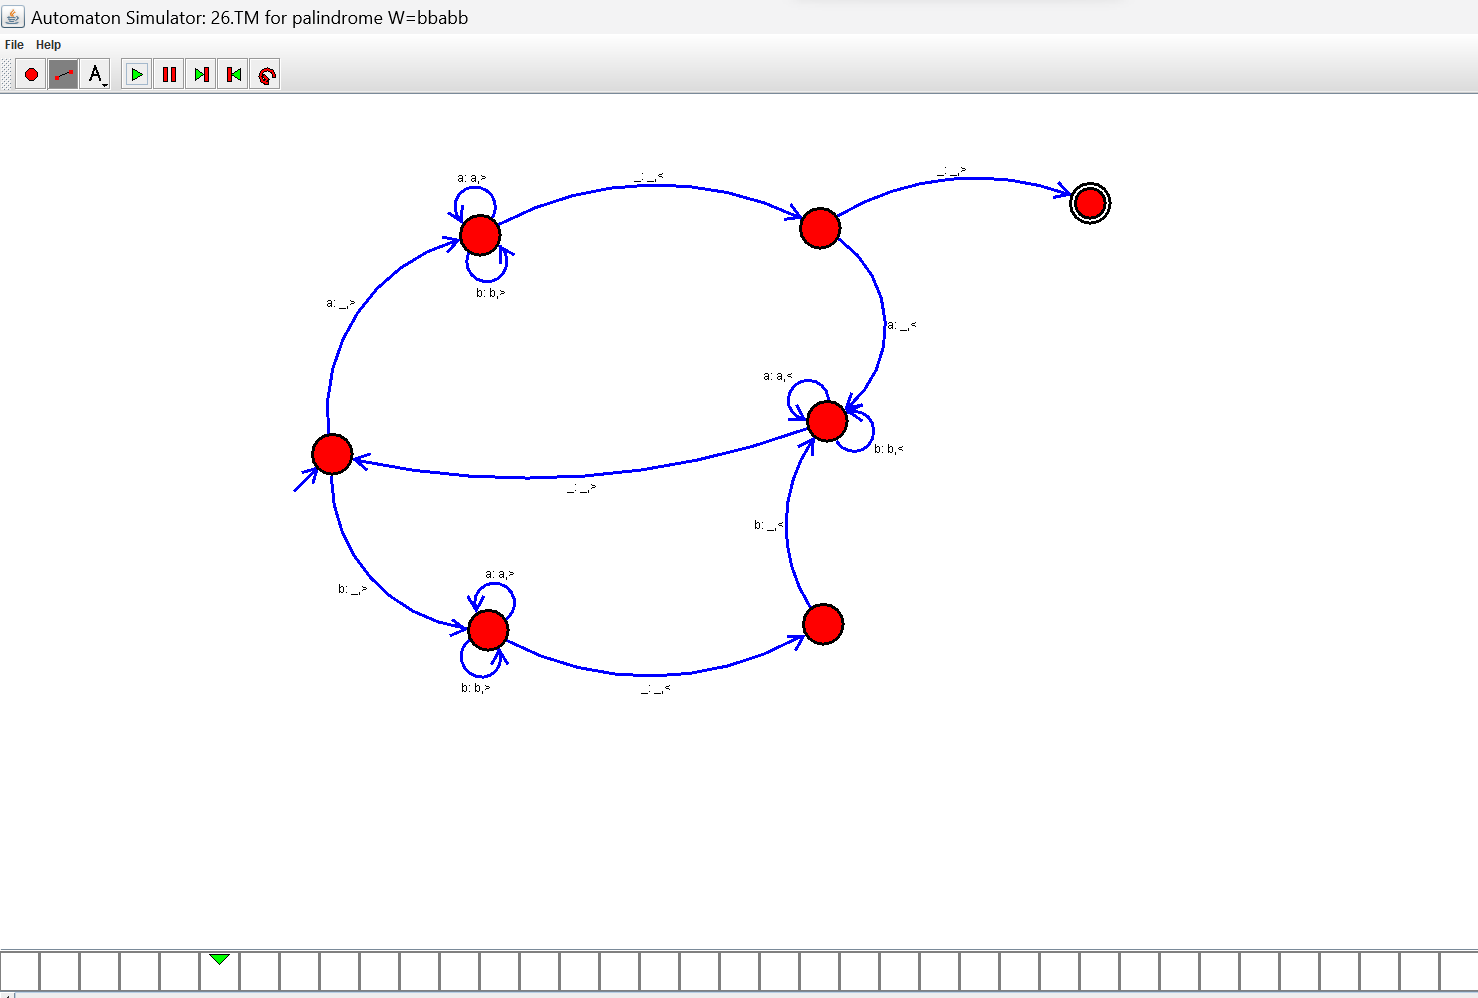 Automaton Simulator: 26.TM for palindrome W=bbabb
File Help
A
a: a,>
_: _,<
_: _,>
b: b,>
a: _,>
a: _,<
a: a,<
b: b,<
_: _,>
b: _,<
a: a,>
b: _,>
b: b,>
_: _,<